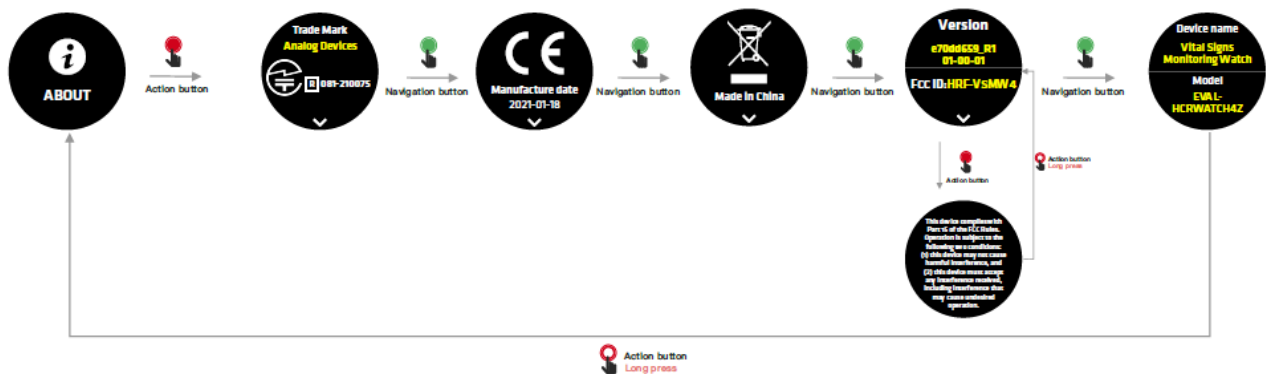 ABOUT
Action button
Trade Mark
Analog Devices
R 081-210075
Navigation button
CE
Manufacture date
2021-01-18
Navigation button
Made in China
Navigation button
Version
e70dd659_R1
01-00-01
FCC ID:HRF-VSMW4
Navigation button
Device name
Vital Signs
Monitoring Watch
Model
EVAL-
HCRWATCH4Z
Action button
Action button
Long press
This device complies with
Part 15 of the FCC Rules.
Operation is subject to the
following two conditions:
(1) this device may not cause
harmful interference, and
(2) this device must accept
any interference received,
including interference that
may cause undesired
operation.
Action button
Long press